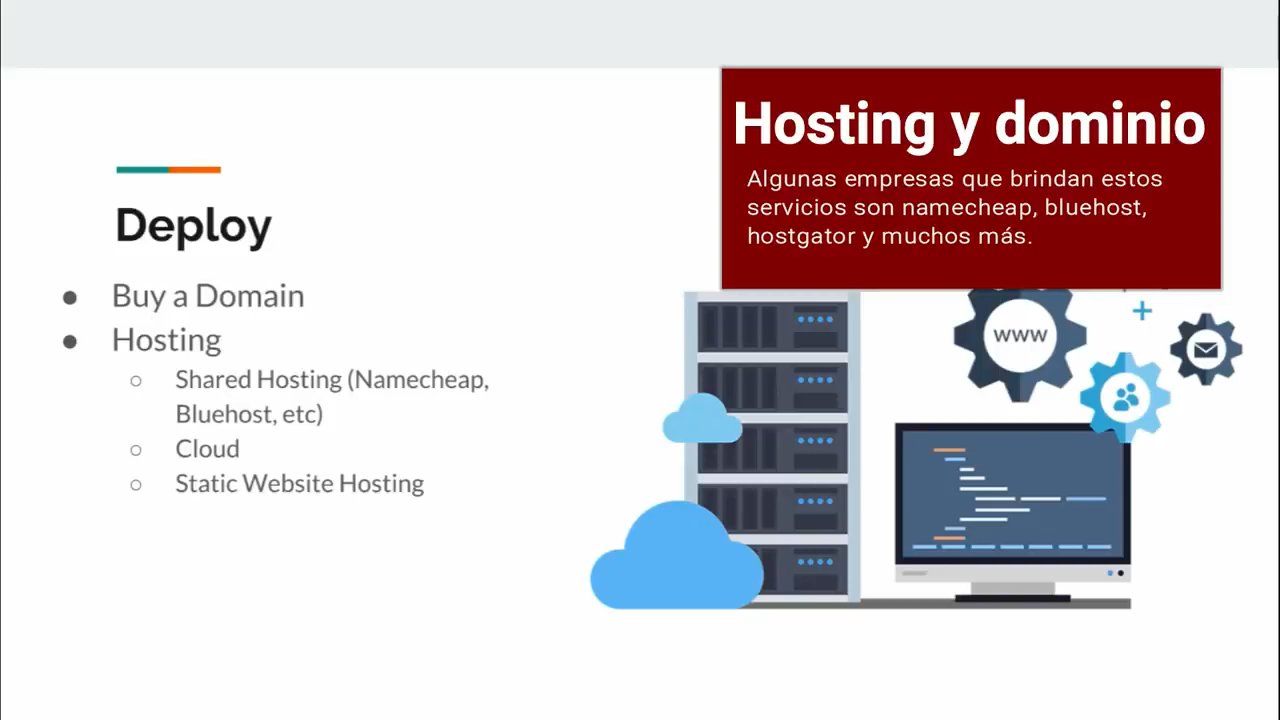 Hosting y dominio
Algunas empresas que brindan estos
servicios son namecheap, bluehost,
hostgator y muchos más.
Deploy
● Buy a Domain
● Hosting
○ Shared Hosting (Namecheap,
Bluehost, etc)
○ Cloud
○ Static Website Hosting
www